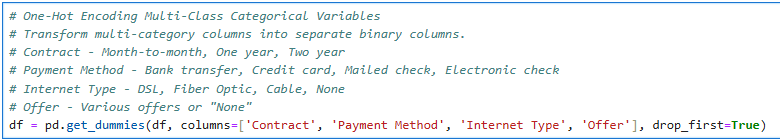 # One-Hot Encoding Multi-Class Categorical Variables
# Transform multi-category columns into separate binary columns.
# Contract - Month-to-month, One year, Two year
# Payment Method - Bank transfer, Credit card, Mailed check, Electronic check
# Internet Type - DSL, Fiber Optic, Cable, None
# Offer - Various offers or "None"
df = pd.get_dummies(df, columns=['Contract', 'Payment Method', 'Internet Type', 'Offer'], drop_first=True)